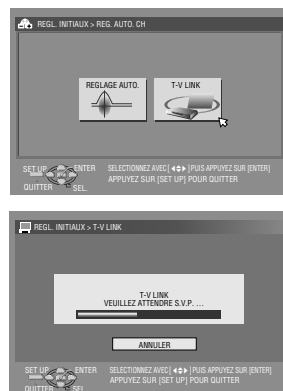 REGL. INITIAUX > REG. AUTO. CH
REGLAGE AUTO.
T-V LINK
SET UP
ENTER
SELECTIONNEZ AVEC [ ] PUIS APPUYEZ SUR [ENTER]
APPUYEZ SUR [SET UP] POUR QUITTER
QUITTER
SEL.
REGL. INITIAUX > T-V LINK
T-V LINK
VEUILLEZ ATTENDRE S.V.P. ...
ANNULER
SET UP
ENTER
SELECTIONNEZ AVEC [ ] PUIS APPUYEZ SUR [ENTER]
APPUYEZ SUR [SET UP] POUR QUITTER
QUITTER
SEL.